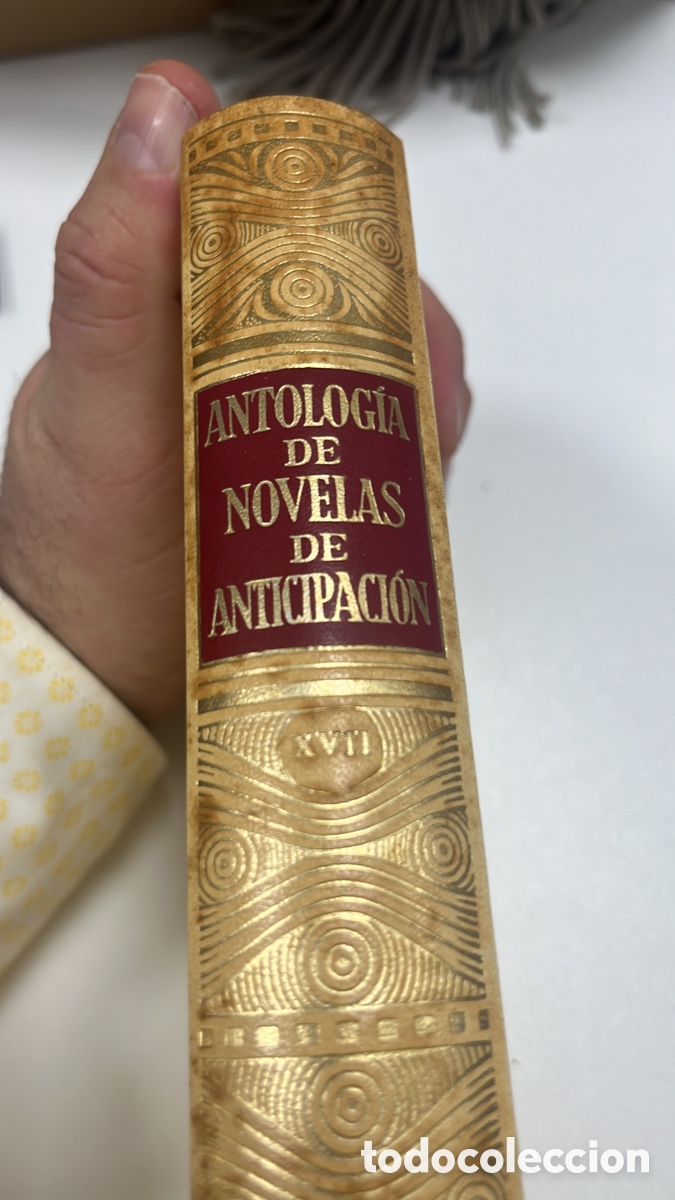 ANTOLOGÍA
DE
NOVELAS
DE
ANTICIPACIÓN
XVII
todocoleccion